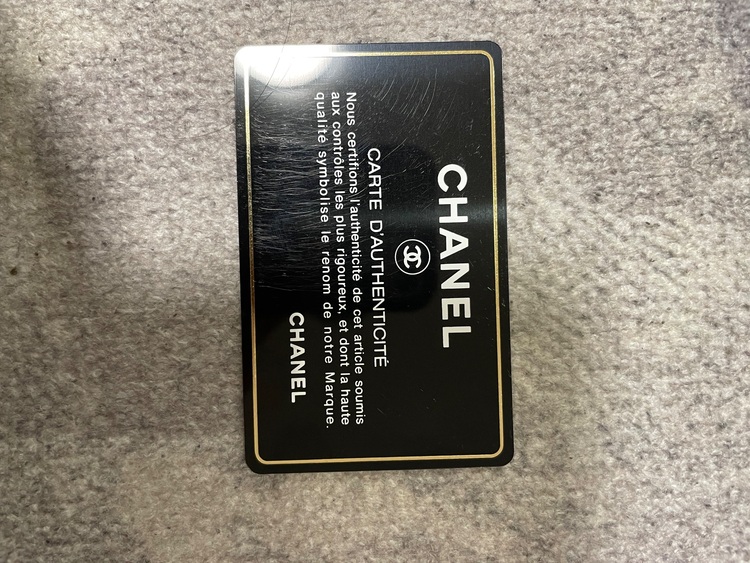 CHANEL
CARTE D'AUTHENTICITÉ
Nous certifions l'authenticité de cet article soumis
aux contrôles les plus rigoureux, et dont la haute
qualité symbolise le renom de notre Marque.
CHANEL